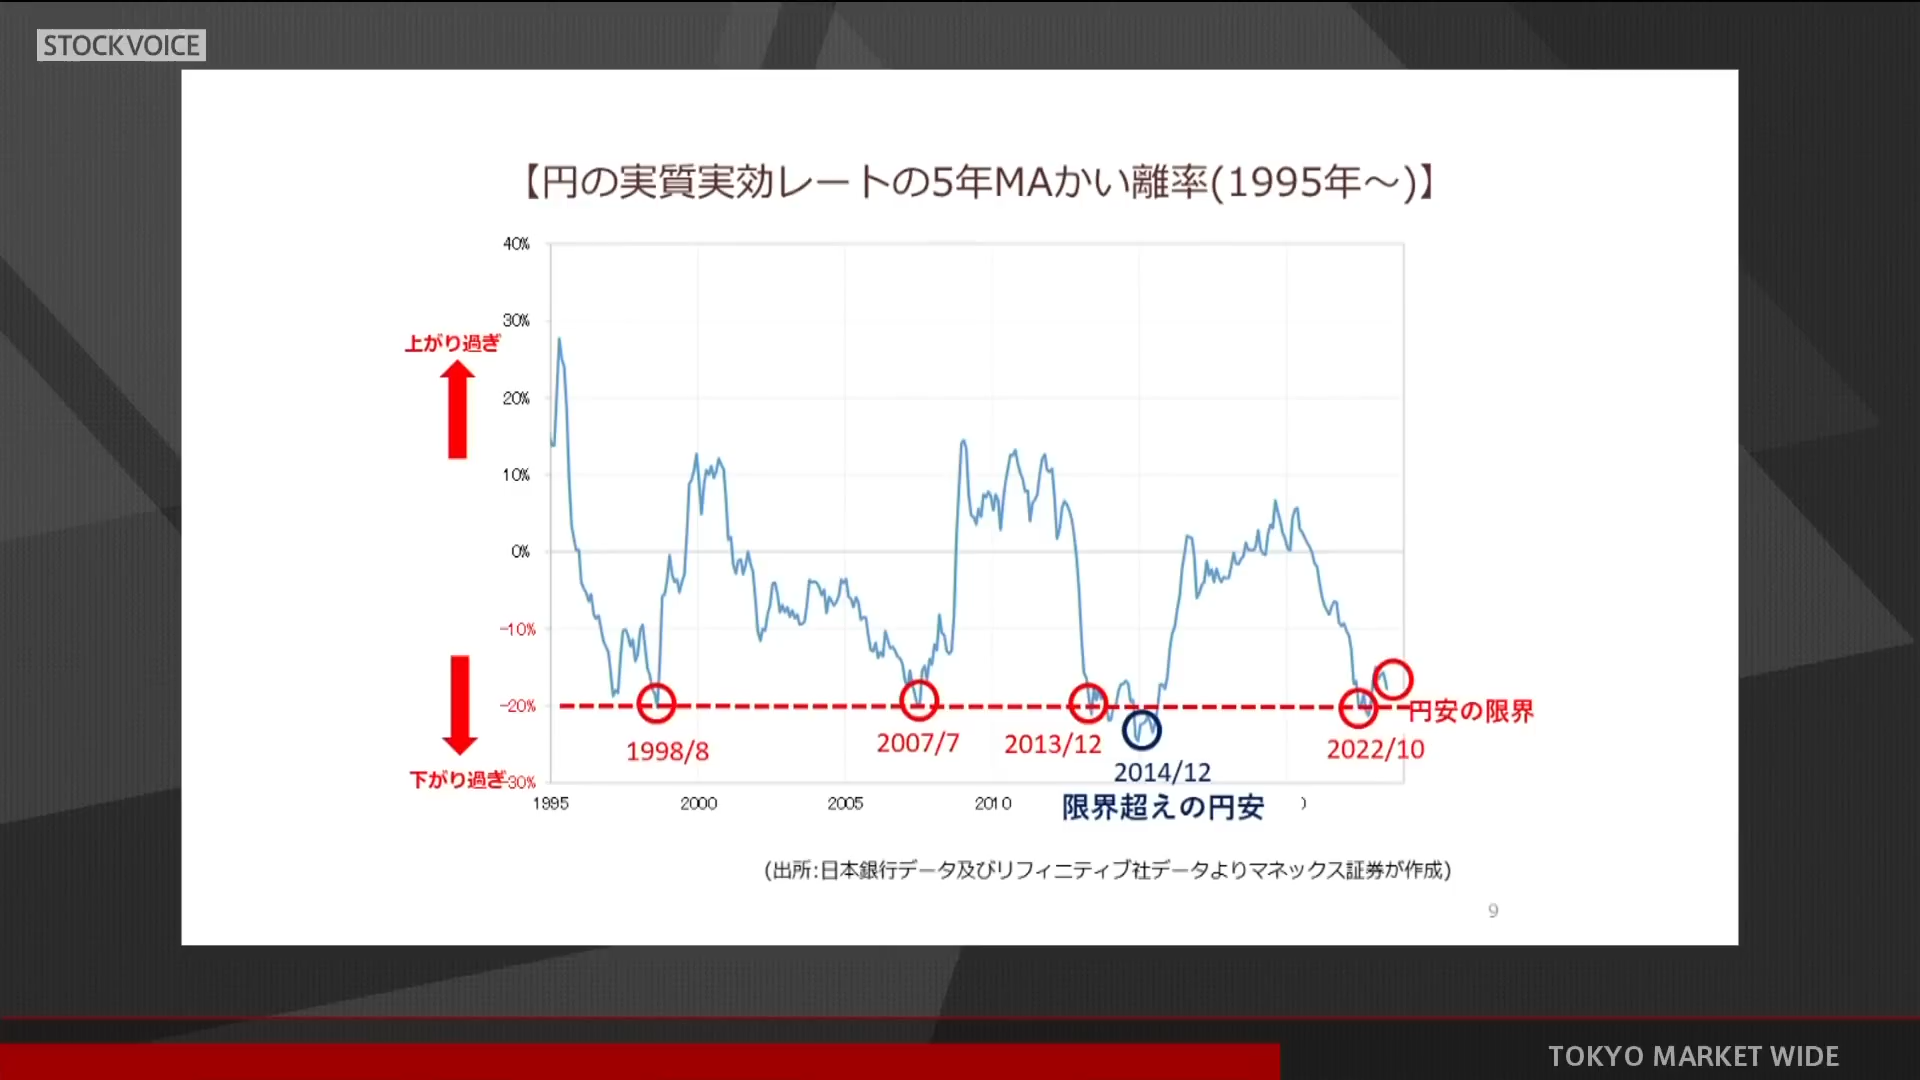 STOCKVOICE
【円の実質実効レートの5年MAかい離率(1995年～)】
40%
30%
上がり過ぎ
20%
10%
0%
-10%
-20%
円安の限界
1998/8
2007/7
2013/12
2022/10
2014/12
下がり過ぎ
-30%
1995
2000
2005
2010
限界超えの円安
(出所:日本銀行データ及びリフィニティブ社データよりマネックス証券が作成)
9
TOKYO MARKET WIDE